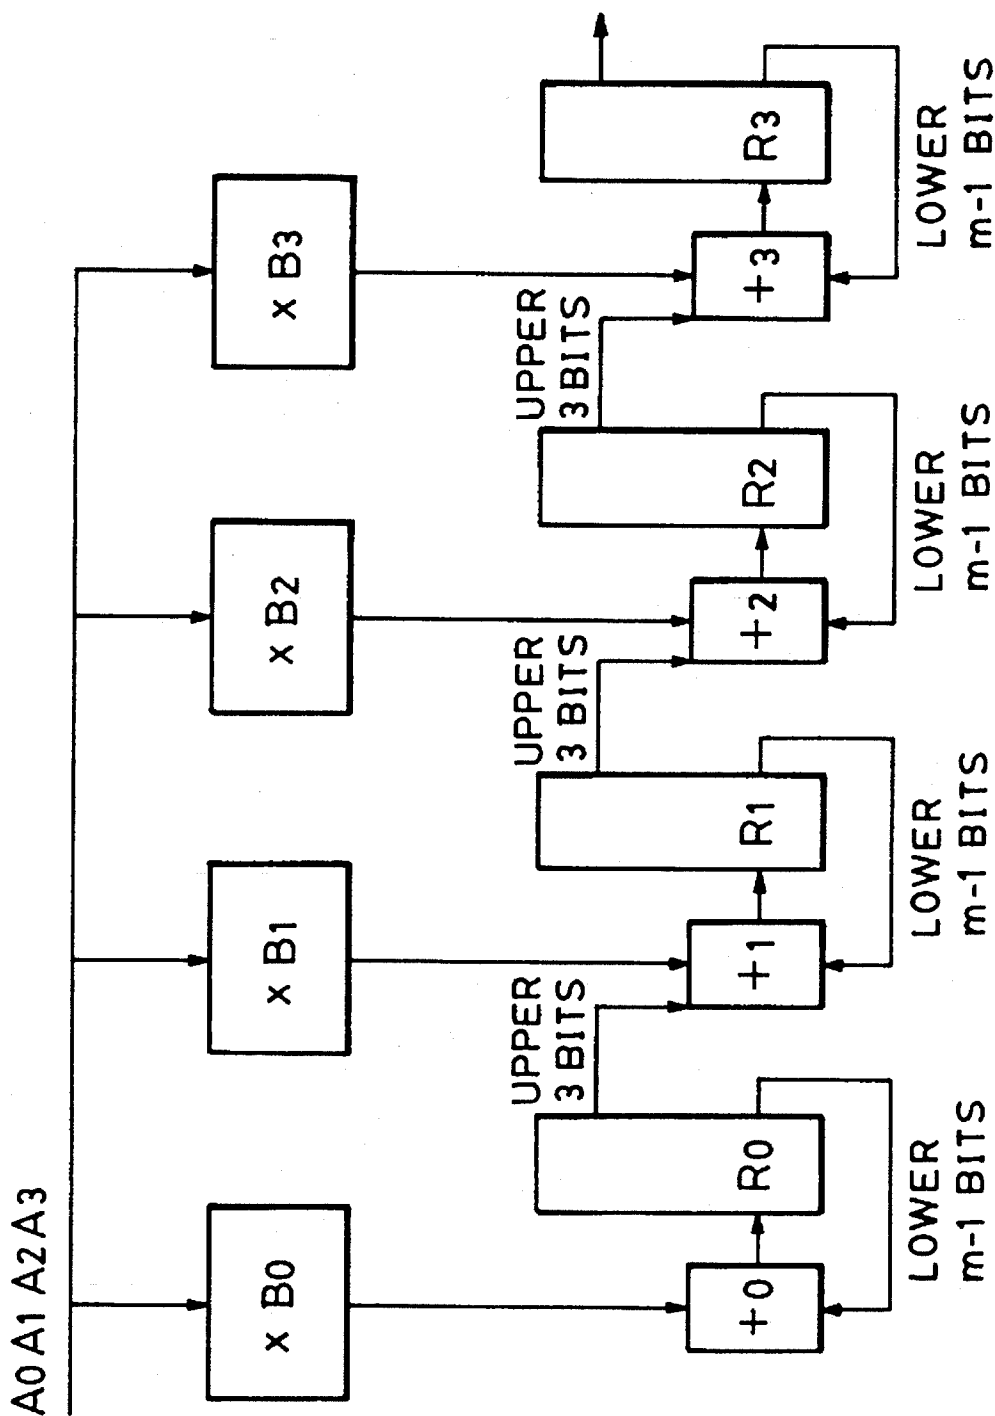 A0 A1 A2 A3
x B0
x B1
x B2
x B3
UPPER
3 BITS
UPPER
3 BITS
UPPER
3 BITS
+0
R0
+1
R1
+2
R2
+3
R3
LOWER
m-1 BITS
LOWER
m-1 BITS
LOWER
m-1 BITS
LOWER
m-1 BITS